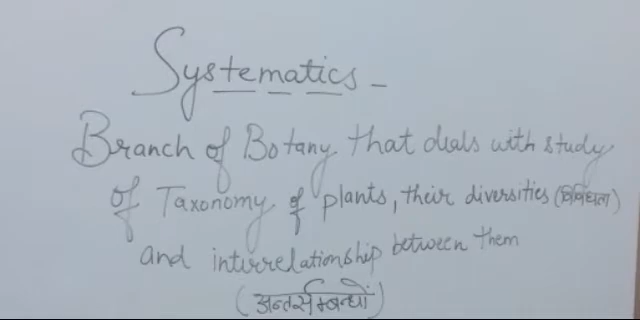 Systematics -
Branch of Botany that deals with study
of Taxonomy of plants, their diversities (विविधता)
and interrelationship between them
(अन्तर्सम्बन्धों)